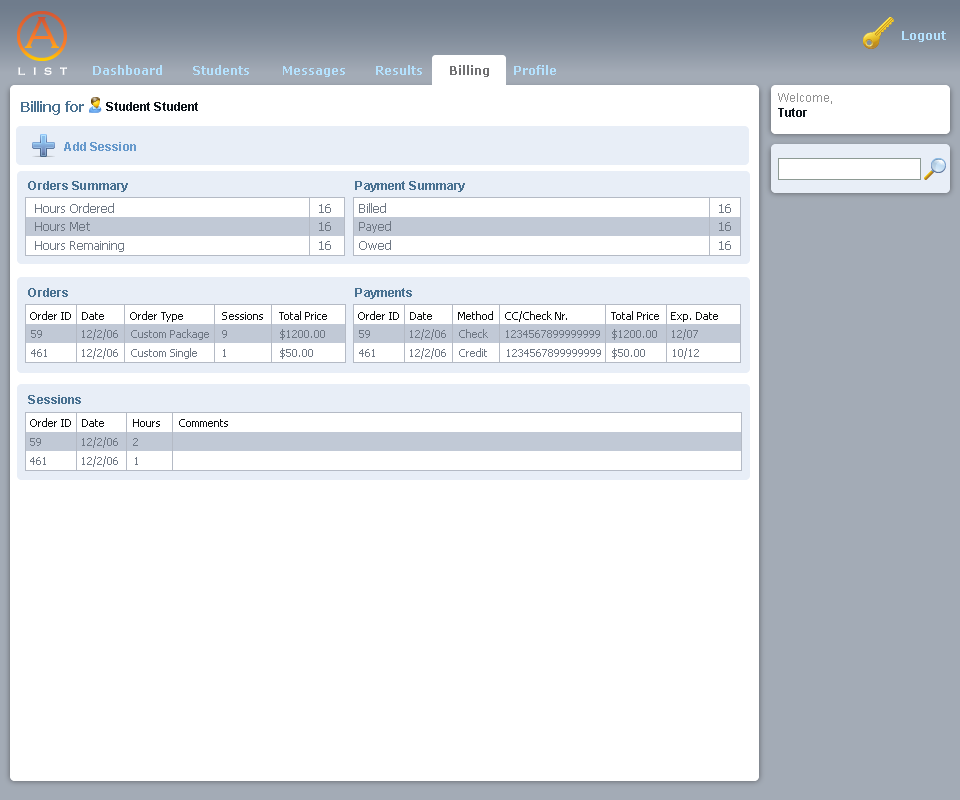 A
LIST
Dashboard Students Messages Results Billing Profile
Logout
Welcome,
Tutor
Billing for Student Student
Add Session
Orders Summary
Hours Ordered 16
Hours Met 16
Hours Remaining 16
Payment Summary
Billed 16
Payed 16
Owed 16
Orders
Order ID Date Order Type Sessions Total Price
59 12/2/06 Custom Package 9 $1200.00
461 12/2/06 Custom Single 1 $50.00
Payments
Order ID Date Method CC/Check Nr. Total Price Exp. Date
59 12/2/06 Check 1234567899999999 $1200.00 12/07
461 12/2/06 Credit 1234567899999999 $50.00 10/12
Sessions
Order ID Date Hours Comments
59 12/2/06 2
461 12/2/06 1